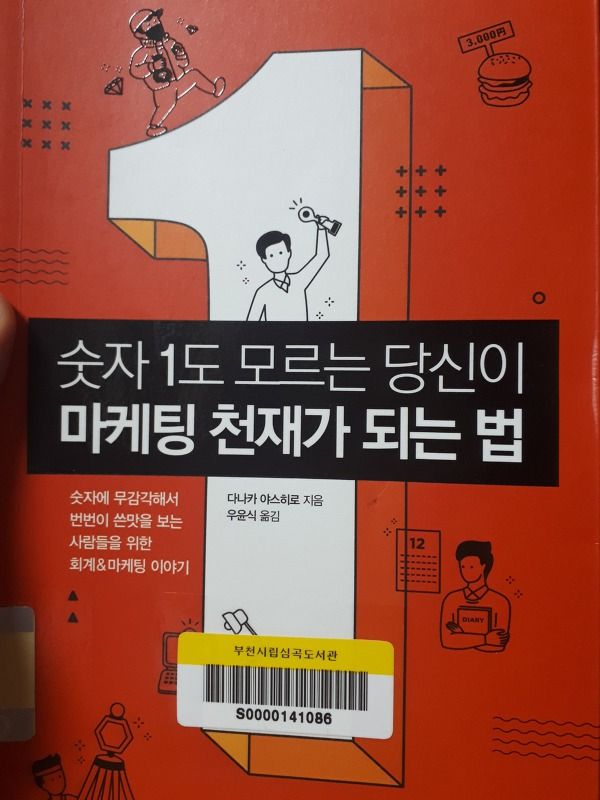 3,000円
1
숫자 1도 모르는 당신이
마케팅 천재가 되는 법
숫자에 무감각해서
번번이 쓴맛을 보는
사람들을 위한
회계&마케팅 이야기
다나카 야스히로 지음
우윤식 옮김
12
DIARY
부천시립심곡도서관
S0000141086